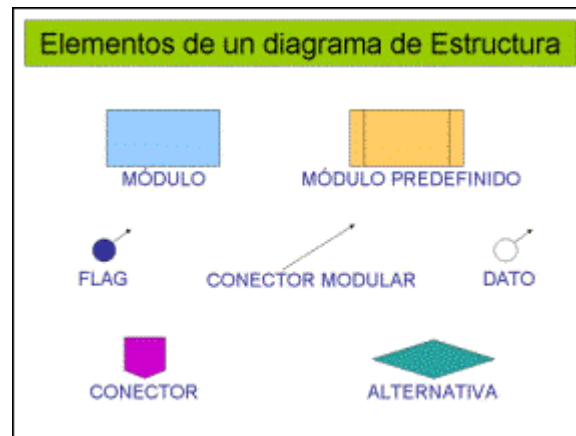 Elementos de un diagrama de Estructura
MÓDULO
MÓDULO PREDEFINIDO
FLAG
CONECTOR MODULAR
DATO
CONECTOR
ALTERNATIVA